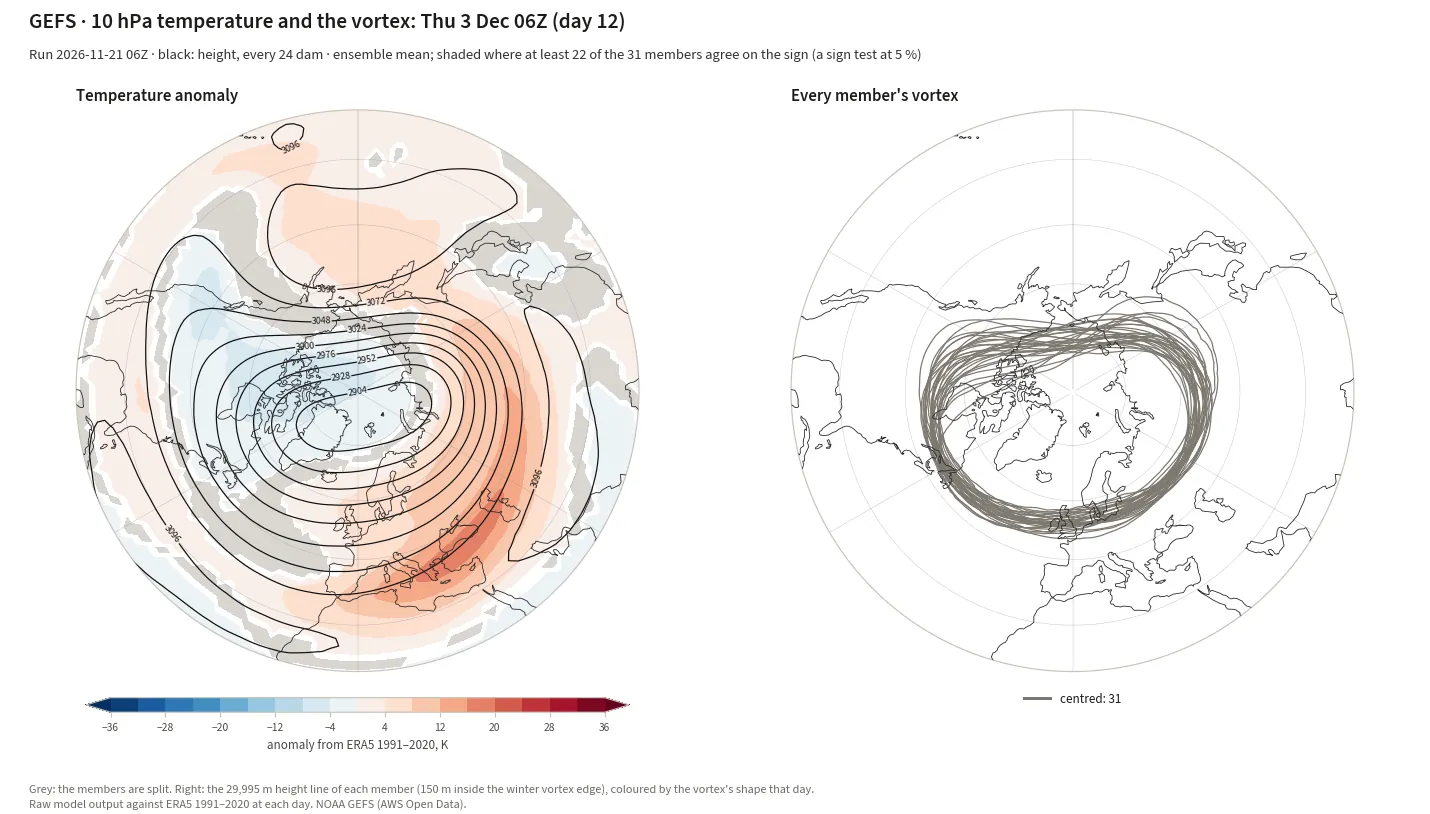 GEFS · 10 hPa temperature and the vortex: Thu 3 Dec 06Z (day 12)
Run 2026-11-21 06Z · black: height, every 24 dam · ensemble mean; shaded where at least 22 of the 31 members agree on the sign (a sign test at 5 %)
Temperature anomaly
Every member's vortex
3096
3096
3072
3048
3024
3000
2976
2952
2928
2904
3096
3096
−36
−28
−20
−12
−4
4
12
20
28
36
anomaly from ERA5 1991–2020, K
centred: 31
Grey: the members are split. Right: the 29,995 m height line of each member (150 m inside the winter vortex edge), coloured by the vortex's shape that day.
Raw model output against ERA5 1991–2020 at each day. NOAA GEFS (AWS Open Data).